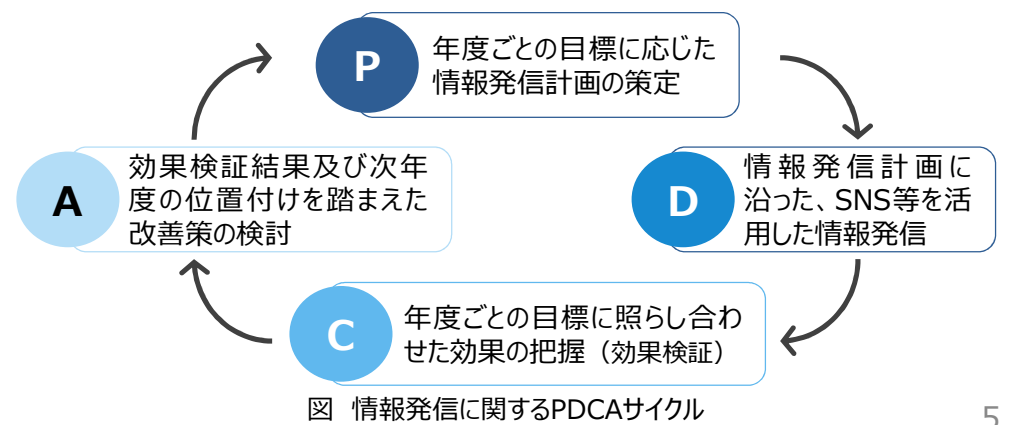 P
年度ごとの目標に応じた
情報発信計画の策定
D
情報発信計画に
沿った、SNS等を活
用した情報発信
C
年度ごとの目標に照らし合わ
せた効果の把握（効果検証）
A
効果検証結果及び次年
度の位置付けを踏まえた
改善策の検討
図 情報発信に関するPDCAサイクル
5